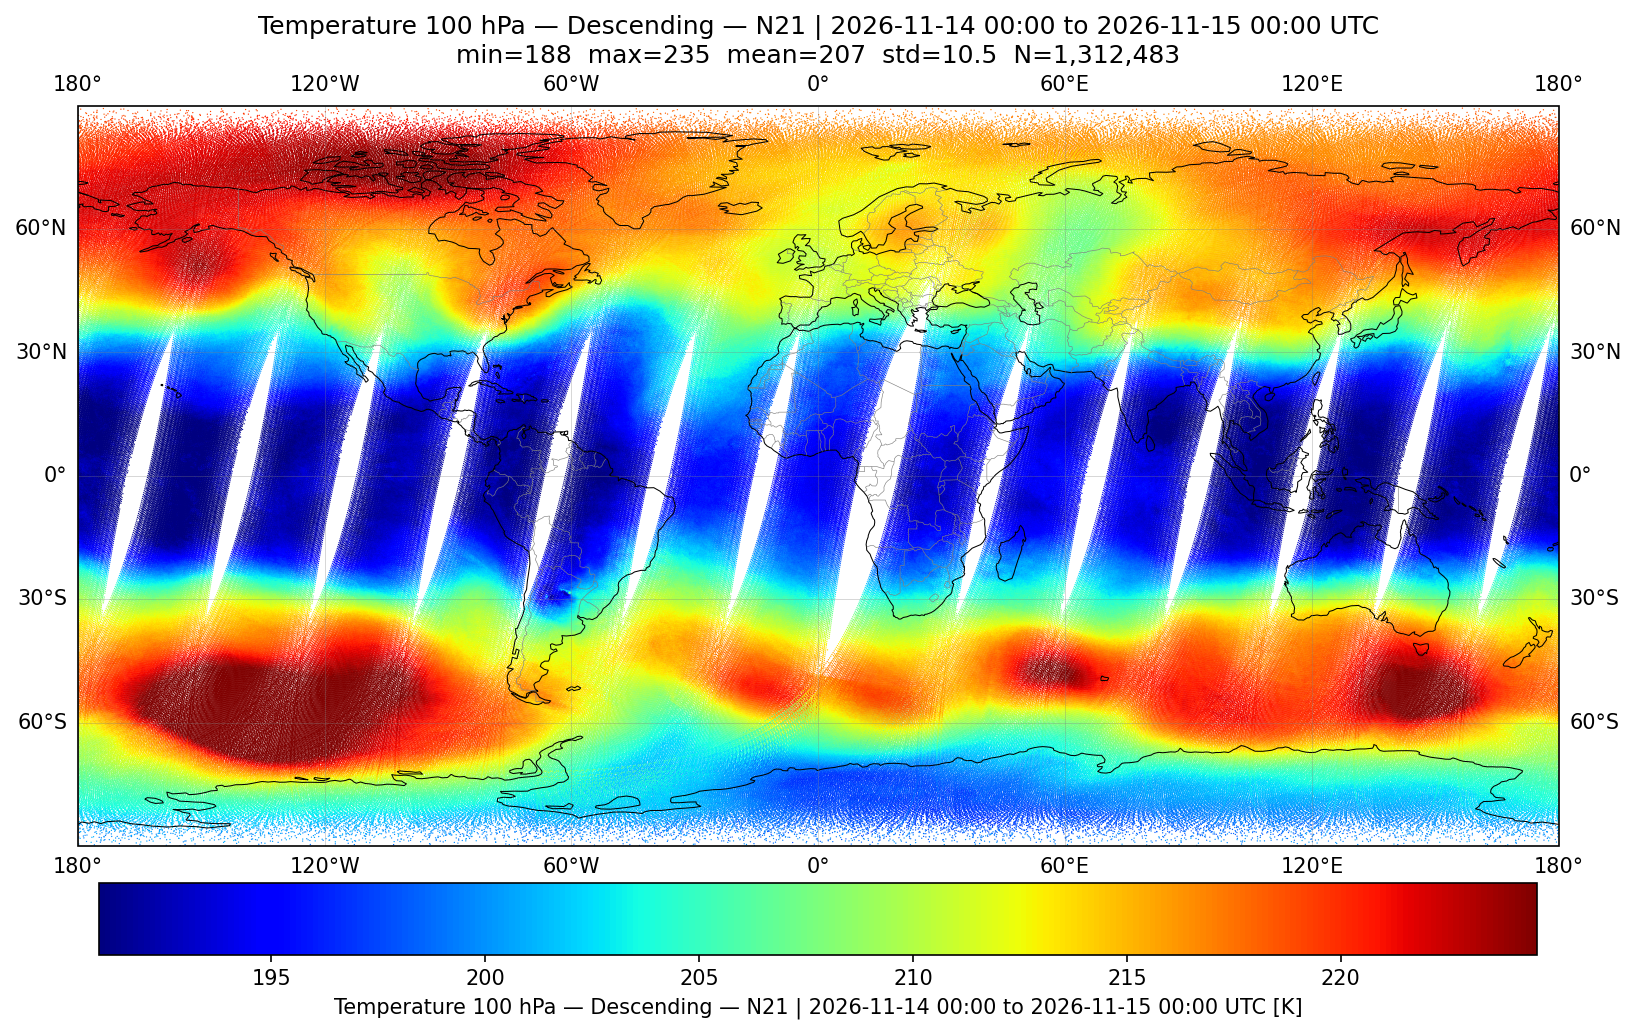 Temperature 100 hPa — Descending — N21 | 2026-11-14 00:00 to 2026-11-15 00:00 UTC
min=188  max=235  mean=207  std=10.5  N=1,312,483
180° 120°W 60°W 0° 60°E 120°E 180°
60°N 60°N
30°N 30°N
0° 0°
30°S 30°S
60°S 60°S
180° 120°W 60°W 0° 60°E 120°E 180°
195 200 205 210 215 220
Temperature 100 hPa — Descending — N21 | 2026-11-14 00:00 to 2026-11-15 00:00 UTC [K]